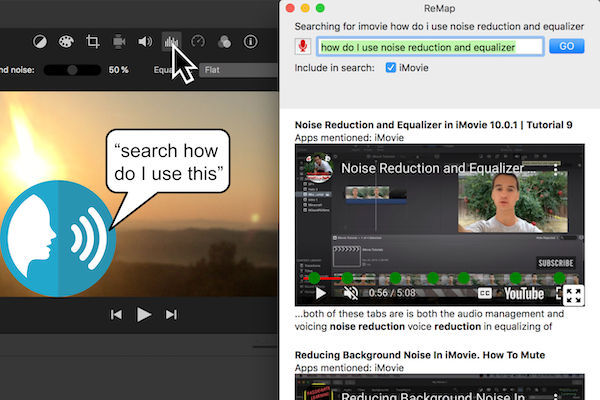 nd noise:
50 %
Equa
Flat
“search how
do I use this”
ReMap
Searching for imovie how do i use noise reduction and equalizer
how do I use noise reduction and equalizer
GO
Include in search:
iMovie
Noise Reduction and Equalizer in iMovie 10.0.1 | Tutorial 9
Apps mentioned: iMovie
Noise Reduction and Equalizer...
SUBSCRIBE
0:56 / 5:08
CC
YouTube
...both of these tabs are is both the audio management and
voicing noise reduction voice reduction in equalizing of
Reducing Background Noise In iMovie. How To Mute
Apps mentioned: iMovie
Reducing Background Noise In